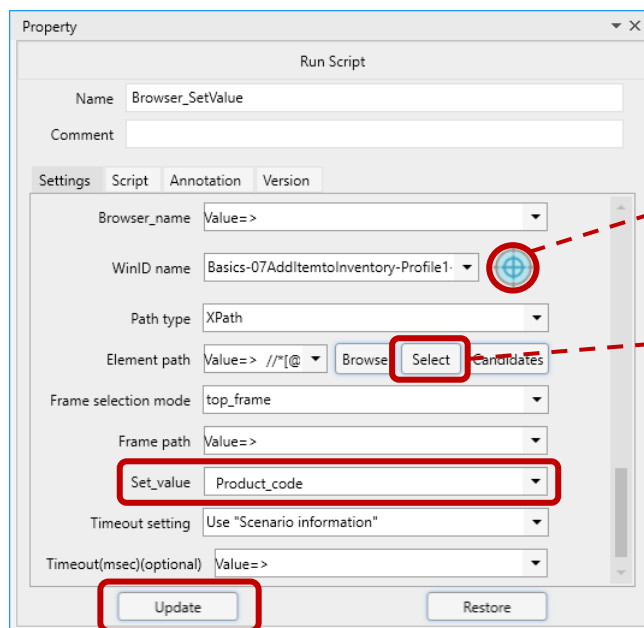 Property
Run Script
Name Browser_SetValue
Comment
Settings Script Annotation Version
Browser_name Value=>
WinID name Basics-07AddItemtoInventory-Profile1-
Path type XPath
Element path Value=> //*[@ Browse Select Candidates
Frame selection mode top_frame
Frame path Value=>
Set_value Product_code
Timeout setting Use "Scenario information"
Timeout(msec)(optional) Value=>
Update Restore